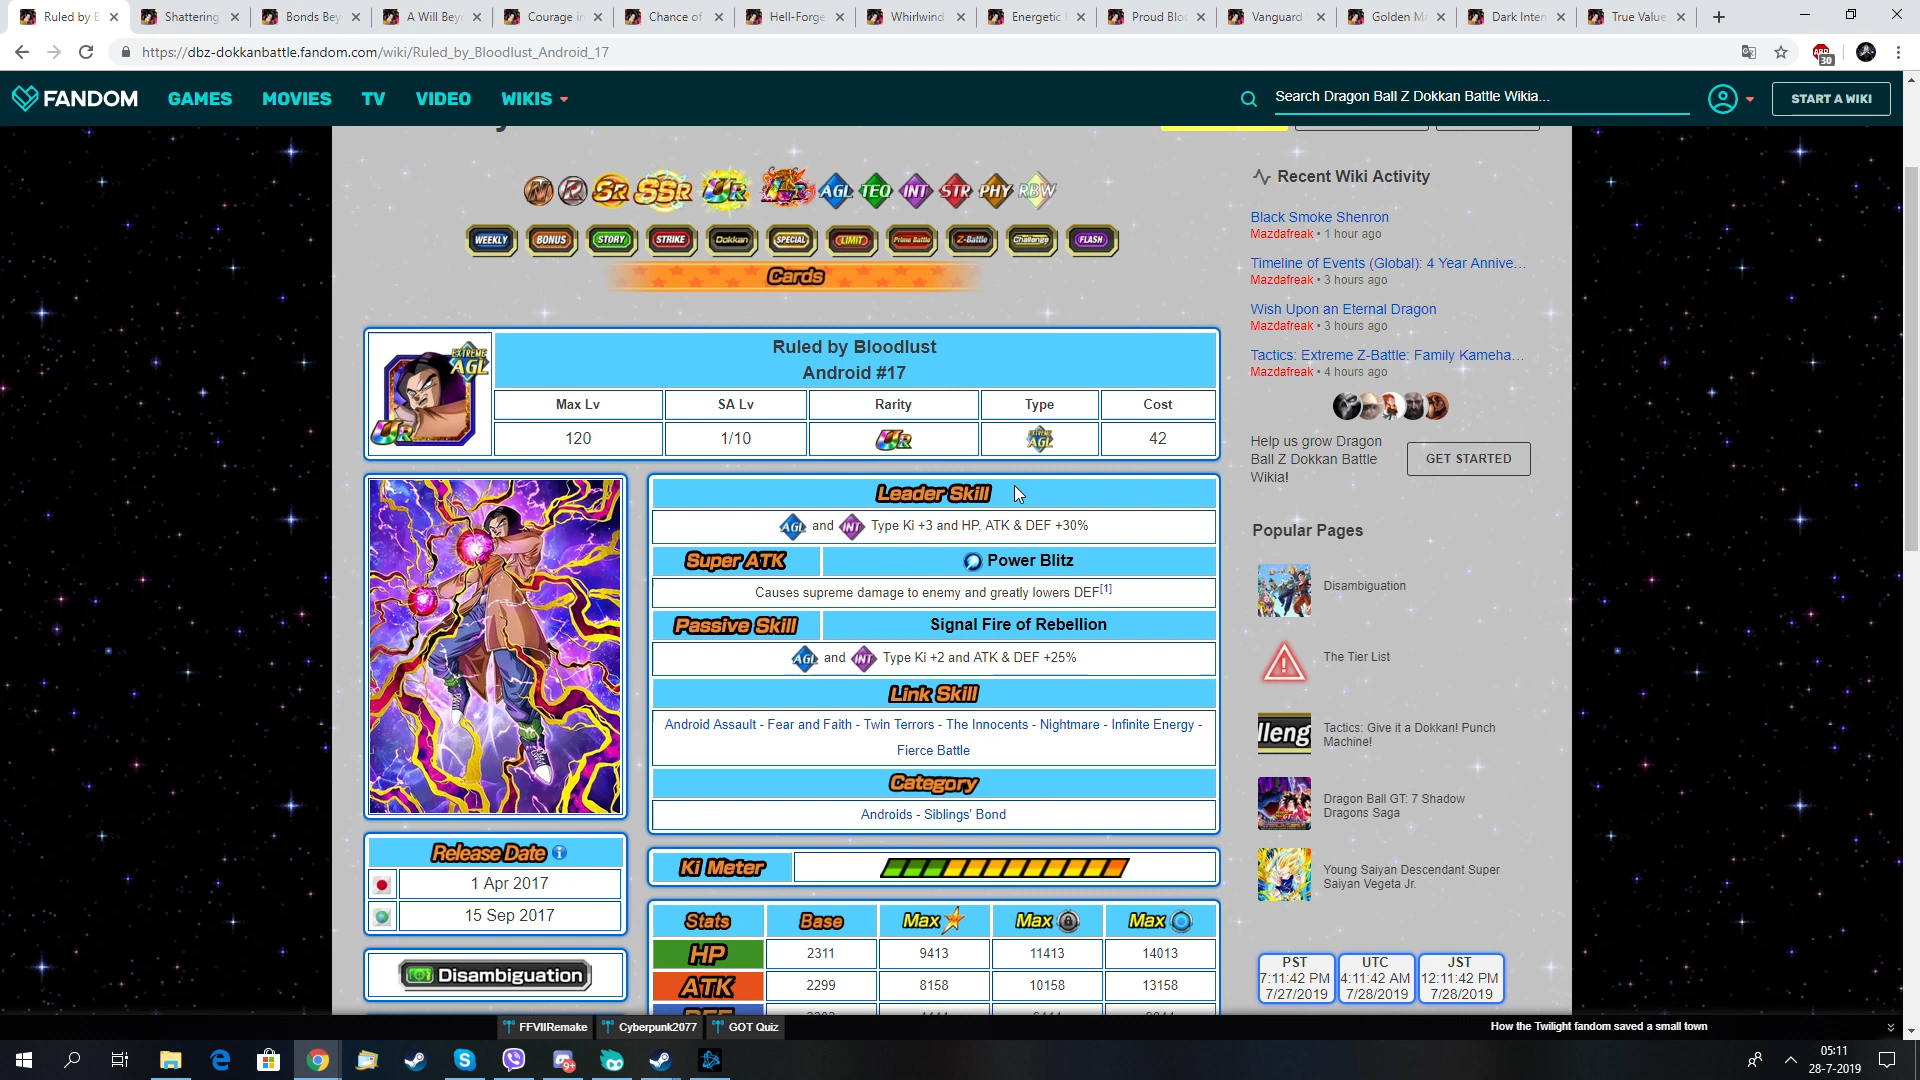 Ruled by B
Shattering
Bonds Bey
A Will Bey
Courage in
Chance of
Hell-Forge
Whirlwind
Energetic
Proud Blo
Vanguard
Golden M
Dark Inten
True Value
https://dbz-dokkanbattle.fandom.com/wiki/Ruled_by_Bloodlust_Android_17
30
FANDOM
GAMES
MOVIES
TV
VIDEO
WIKIS
Search Dragon Ball Z Dokkan Battle Wikia...
START A WIKI
N R SR SSR UR LR AGL TEQ INT STR PHY RBW
WEEKLY BONUS STORY STRIKE Dokkan SPECIAL LIMIT Prime Battle Z-Battle Challenge FLASH
Cards
EXTREME
AGL
UR
Ruled by Bloodlust
Android #17
Max Lv
SA Lv
Rarity
Type
Cost
120
1/10
UR
EXTREME
AGL
42
Leader Skill
AGL and INT Type Ki +3 and HP, ATK & DEF +30%
Super ATK
Power Blitz
Causes supreme damage to enemy and greatly lowers DEF[1]
Passive Skill
Signal Fire of Rebellion
AGL and INT Type Ki +2 and ATK & DEF +25%
Link Skill
Android Assault - Fear and Faith - Twin Terrors - The Innocents - Nightmare - Infinite Energy -
Fierce Battle
Category
Androids - Siblings' Bond
Release Date
1 Apr 2017
15 Sep 2017
Disambiguation
Ki Meter
Stats
Base
Max
Max
Max
HP
2311
9413
11413
14013
ATK
2299
8158
10158
13158
Recent Wiki Activity
Black Smoke Shenron
Mazdafreak • 1 hour ago
Timeline of Events (Global): 4 Year Annive...
Mazdafreak • 3 hours ago
Wish Upon an Eternal Dragon
Mazdafreak • 3 hours ago
Tactics: Extreme Z-Battle: Family Kameha...
Mazdafreak • 4 hours ago
Help us grow Dragon
Ball Z Dokkan Battle
Wikia!
GET STARTED
Popular Pages
Disambiguation
The Tier List
lleng
Tactics: Give it a Dokkan! Punch
Machine!
Dragon Ball GT: 7 Shadow
Dragons Saga
Young Saiyan Descendant Super
Saiyan Vegeta Jr.
PST
7:11:42 PM
7/27/2019
UTC
4:11:42 AM
7/28/2019
JST
12:11:42 PM
7/28/2019
FFVIIRemake
Cyberpunk2077
GOT Quiz
How the Twilight fandom saved a small town
9+
05:11
28-7-2019